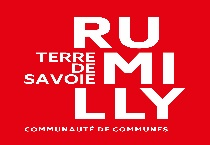 RU
MI
LLY
TERRE
DE
SAVOIE
COMMUNAUTÉ DE COMMUNES